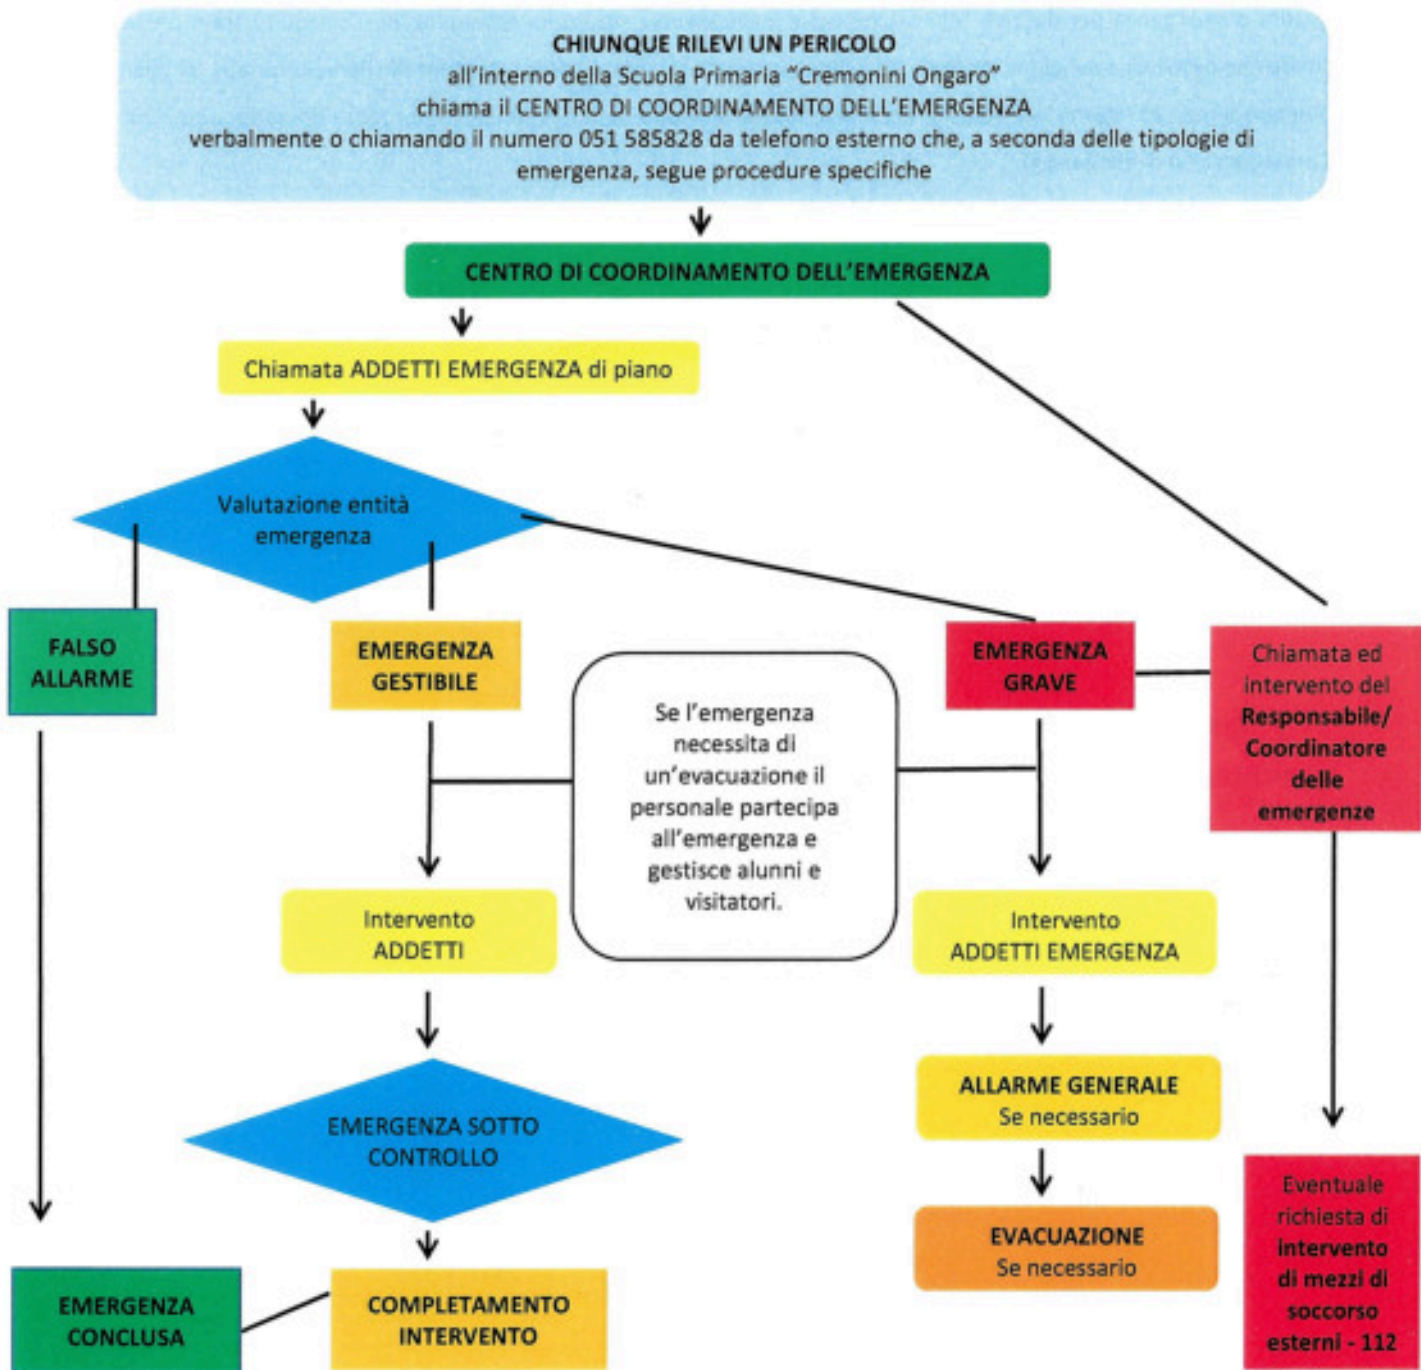 CHIUNQUE RILEVI UN PERICOLO
all'interno della Scuola Primaria “Cremonini Ongaro”
chiama il CENTRO DI COORDINAMENTO DELL'EMERGENZA
verbalmente o chiamando il numero 051 585828 da telefono esterno che, a seconda delle tipologie di
emergenza, segue procedure specifiche
CENTRO DI COORDINAMENTO DELL'EMERGENZA
Chiamata ADDETTI EMERGENZA di piano
Valutazione entità
emergenza
FALSO
ALLARME
EMERGENZA
GESTIBILE
Se l'emergenza
necessita di
un'evacuazione il
personale partecipa
all'emergenza e
gestisce alunni e
visitatori.
EMERGENZA
GRAVE
Chiamata ed
intervento del
Responsabile/
Coordinatore
delle
emergenze
Intervento
ADDETTI
Intervento
ADDETTI EMERGENZA
EMERGENZA SOTTO
CONTROLLO
ALLARME GENERALE
Se necessario
EVACUAZIONE
Se necessario
Eventuale
richiesta di
intervento
di mezzi di
soccorso
esterni - 112
EMERGENZA
CONCLUSA
COMPLETAMENTO
INTERVENTO